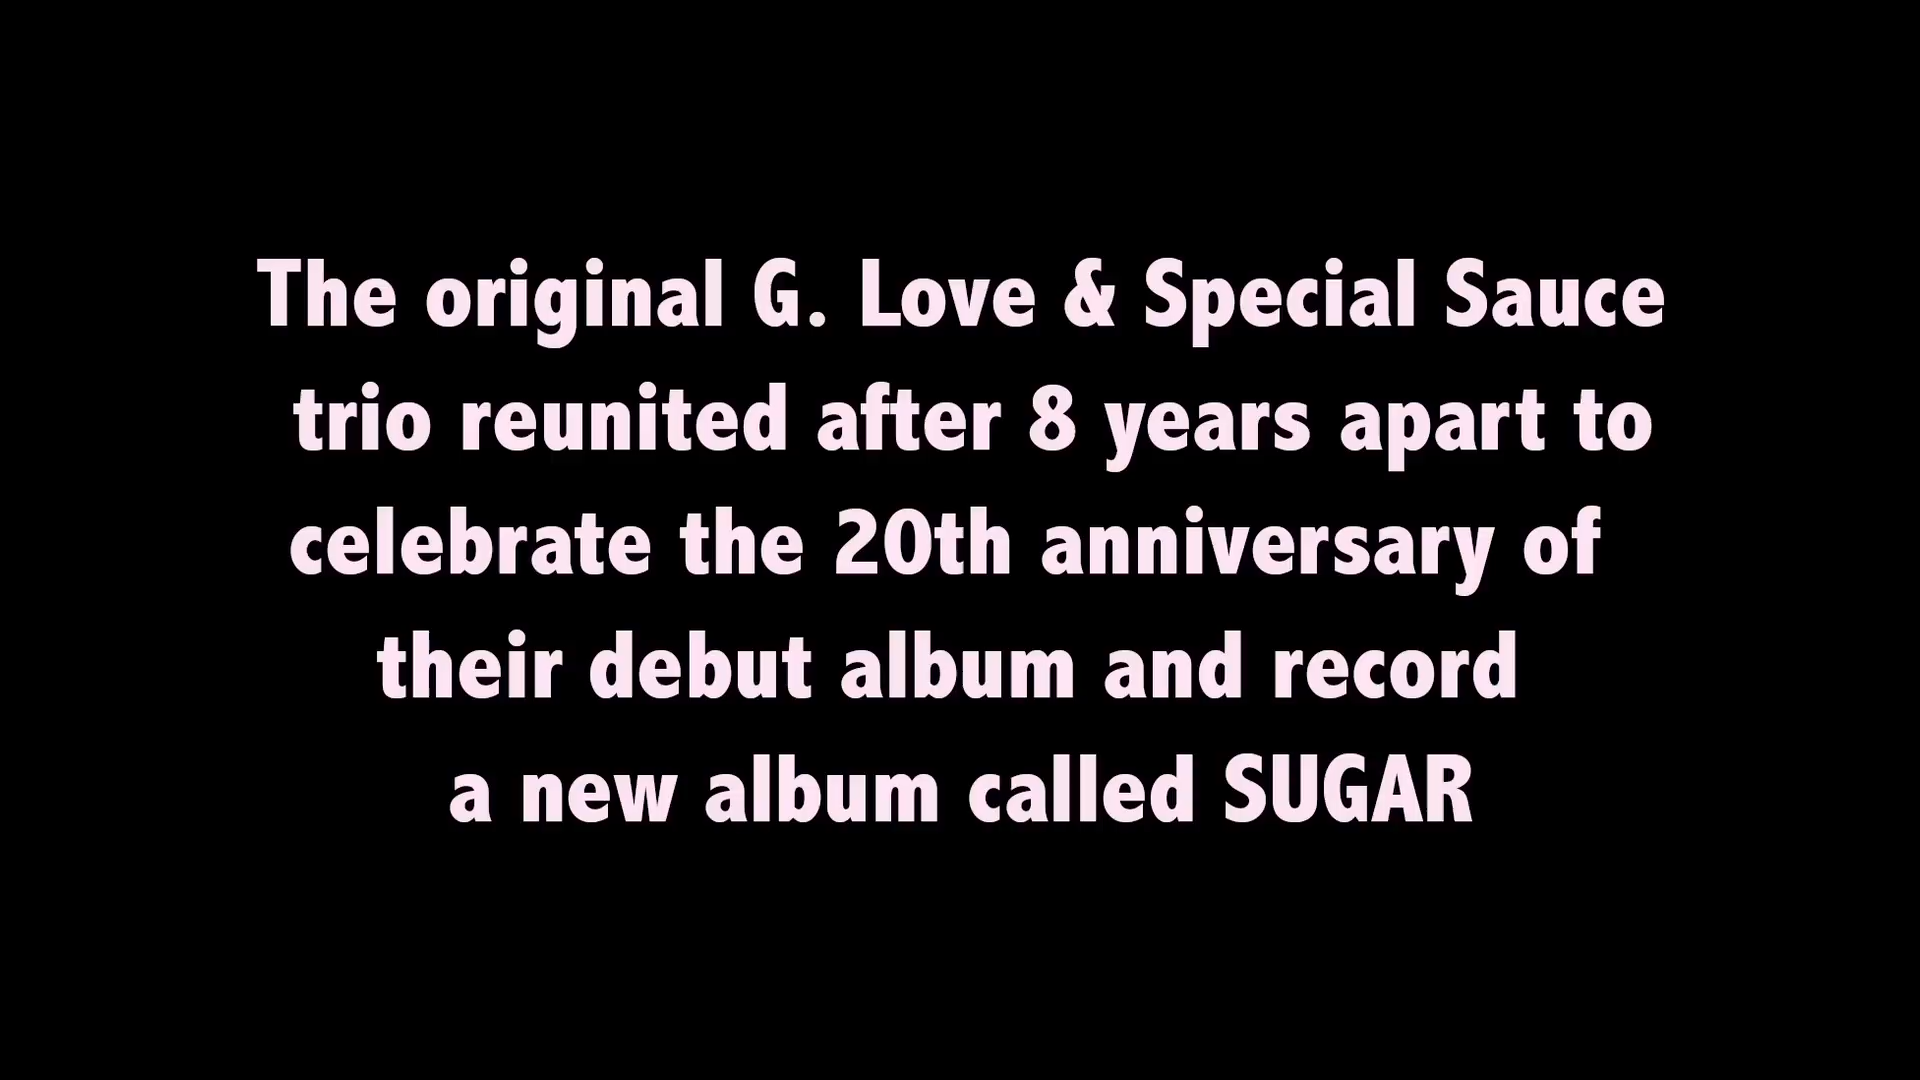 The original G. Love & Special Sauce
trio reunited after 8 years apart to
celebrate the 20th anniversary of
their debut album and record
a new album called SUGAR